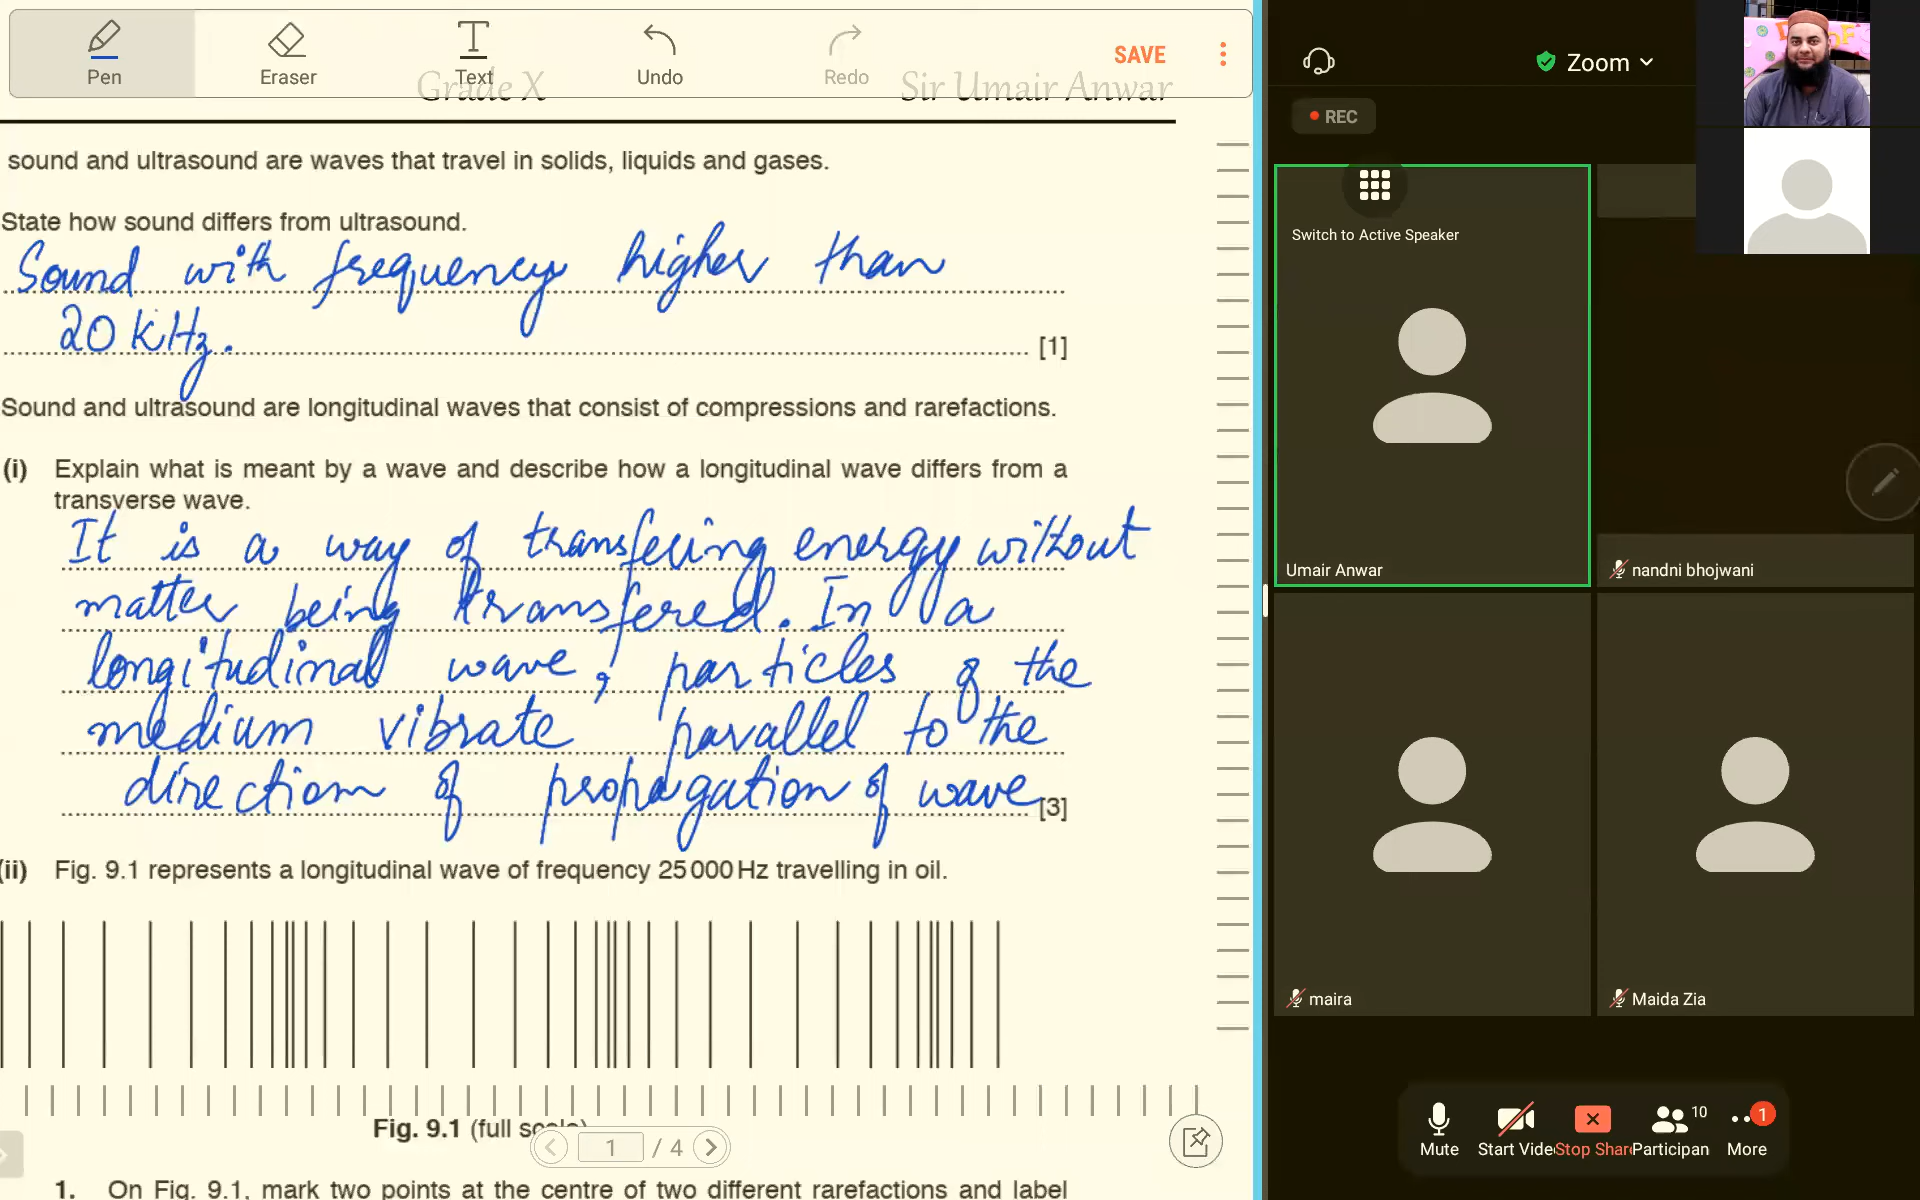 Pen
Eraser
Text
Undo
Redo
SAVE
Grade X
Sir Umair Anwar
sound and ultrasound are waves that travel in solids, liquids and gases.
State how sound differs from ultrasound.
Sound with frequency higher than
20 kHz.
[1]
Sound and ultrasound are longitudinal waves that consist of compressions and rarefactions.
(i) Explain what is meant by a wave and describe how a longitudinal wave differs from a
transverse wave.
It is a way of transfering energy without
matter being transfered. In a
longitudinal wave, particles of the
medium vibrate parallel to the
direction of propagation of wave
[3]
(ii) Fig. 9.1 represents a longitudinal wave of frequency 25 000 Hz travelling in oil.
Fig. 9.1 (full scale)
1 / 4
1. On Fig. 9.1, mark two points at the centre of two different rarefactions and label
Zoom
REC
Switch to Active Speaker
Umair Anwar
nandni bhojwani
maira
Maida Zia
10
1
Mute
Start Vide
Stop Shar
Participan
More